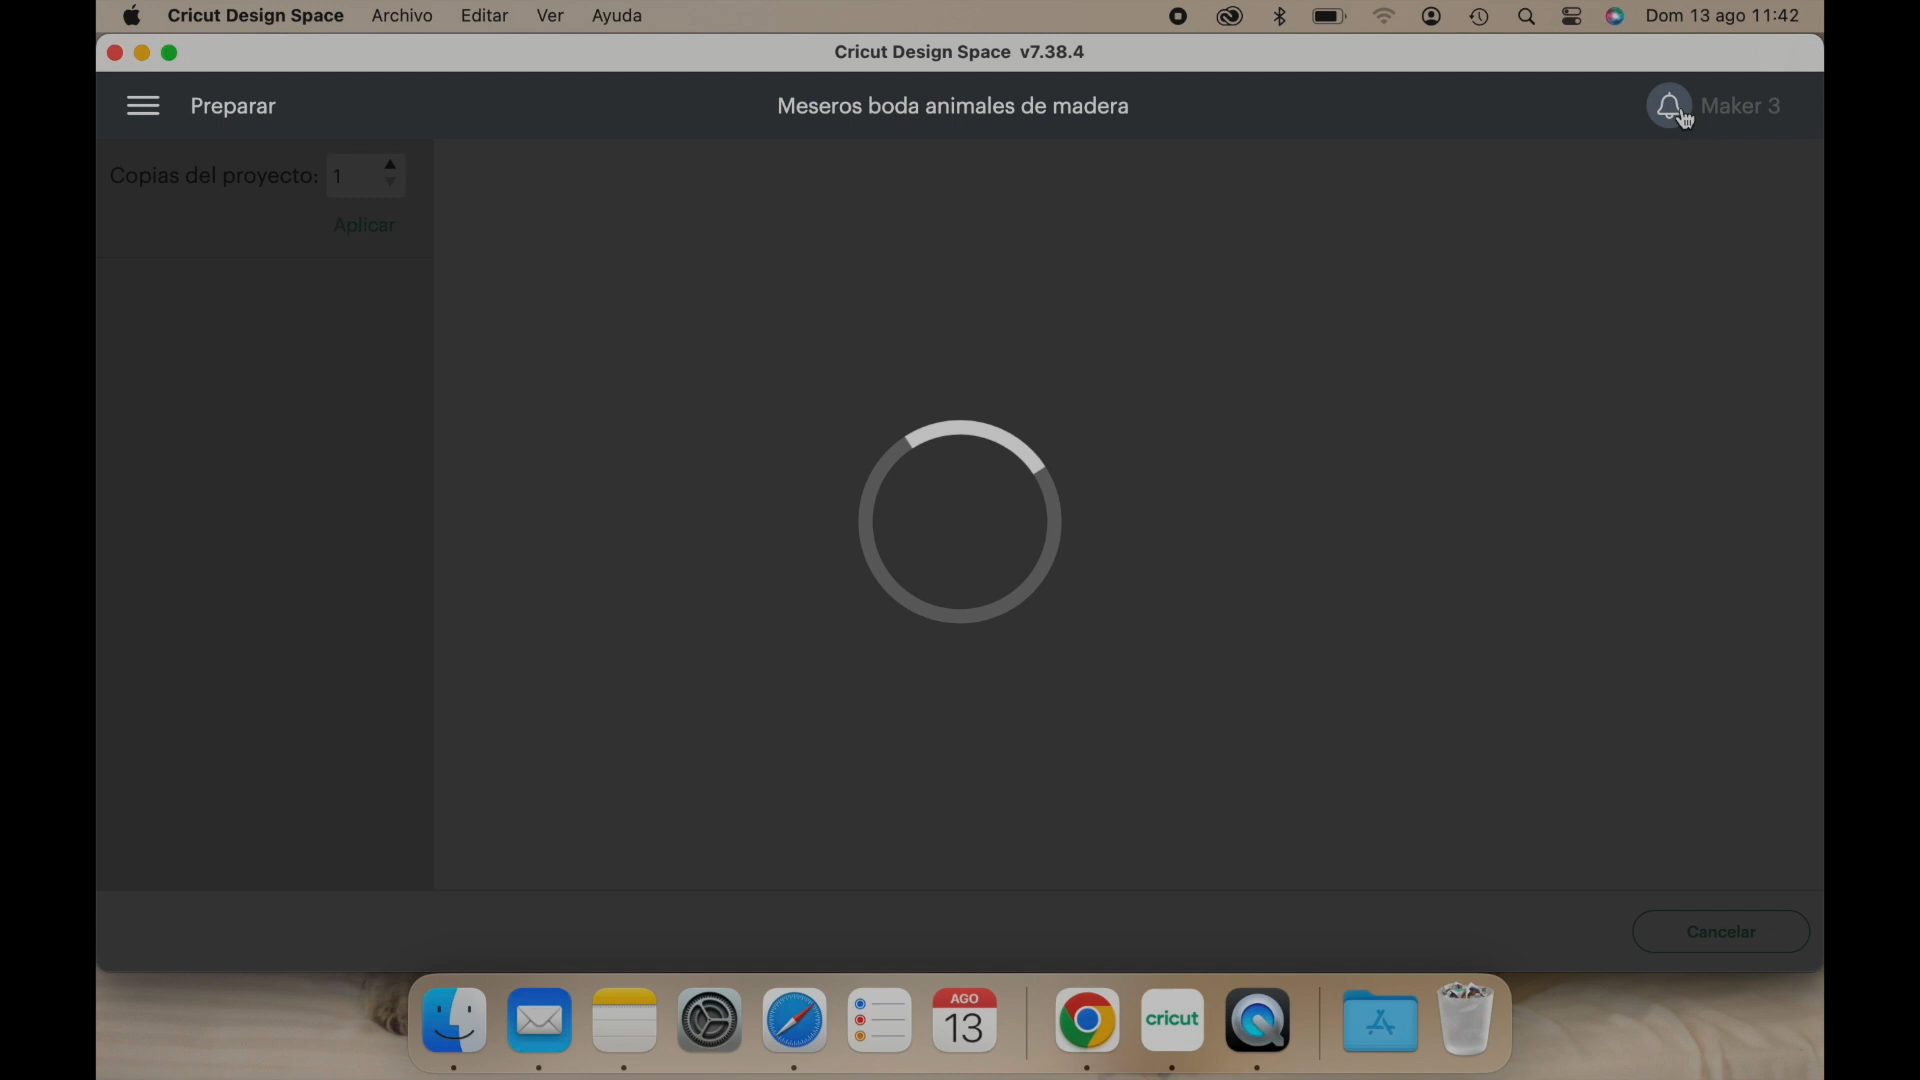 Cricut Design Space Archivo Editar Ver Ayuda Dom 13 ago 11:42
Cricut Design Space v7.38.4
Preparar Meseros boda animales de madera Maker 3
Copias del proyecto: 1
Aplicar
Cancelar
AGO
13
cricut